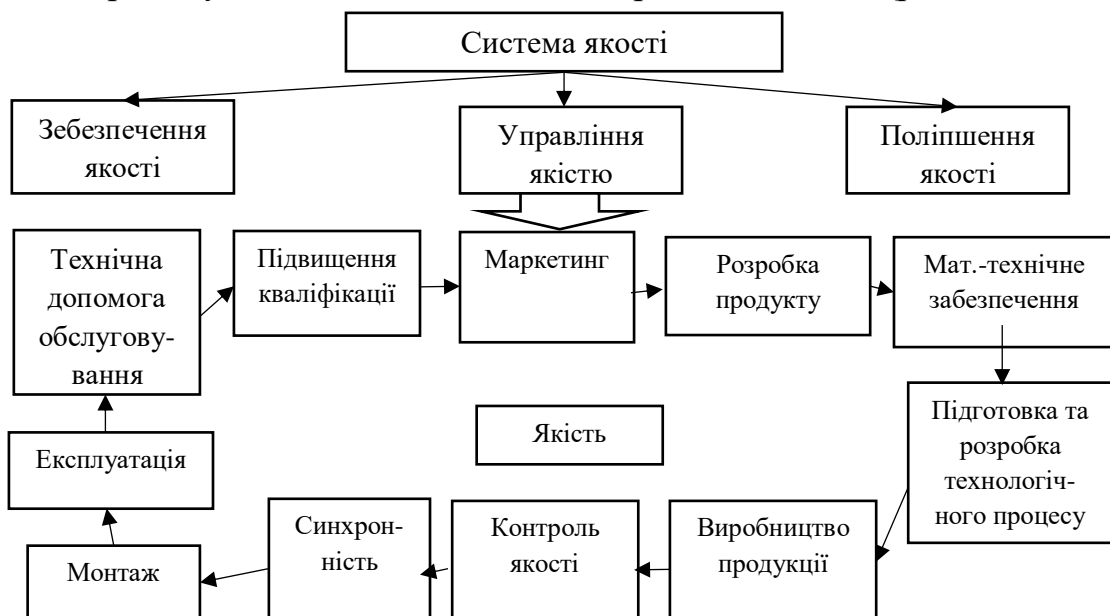 Система якості
Зебезпечення
якості
Управління
якістю
Поліпшення
якості
Технічна
допомога
обслугову-
вання
Підвищення
кваліфікації
Маркетинг
Розробка
продукту
Мат.-технічне
забезпечення
Підготовка та
розробка
технологіч-
ного процесу
Якість
Експлуатація
Синхрон-
ність
Контроль
якості
Виробництво
продукції
Монтаж